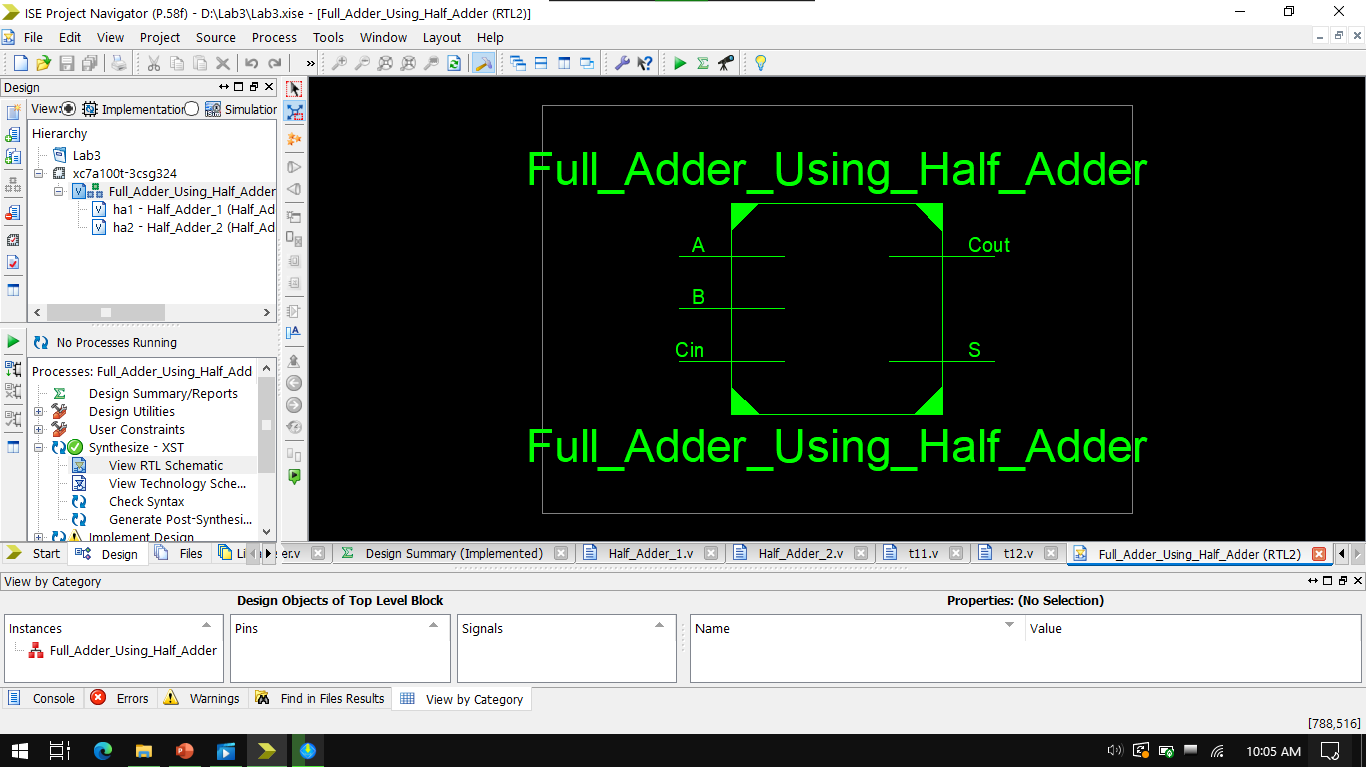 ISE Project Navigator (P.58f) - D:\Lab3\Lab3.xise - [Full_Adder_Using_Half_Adder (RTL2)]
File Edit View Project Source Process Tools Window Layout Help
Design
View: Implementation Simulation
Hierarchy
Lab3
xc7a100t-3csg324
Full_Adder_Using_Half_Adder
ha1 - Half_Adder_1 (Half_Ad
ha2 - Half_Adder_2 (Half_Ad
No Processes Running
Processes: Full_Adder_Using_Half_Add
Design Summary/Reports
Design Utilities
User Constraints
Synthesize - XST
View RTL Schematic
View Technology Sche...
Check Syntax
Generate Post-Synthesi...
Implement Design
Start Design Files
Full_Adder_Using_Half_Adder
A
B
Cin
Cout
S
Full_Adder_Using_Half_Adder
Design Summary (Implemented) Half_Adder_1.v Half_Adder_2.v t11.v t12.v Full_Adder_Using_Half_Adder (RTL2)
View by Category
Design Objects of Top Level Block
Properties: (No Selection)
Instances
Full_Adder_Using_Half_Adder
Pins
Signals
Name Value
Console Errors Warnings Find in Files Results View by Category
[788,516]
10:05 AM